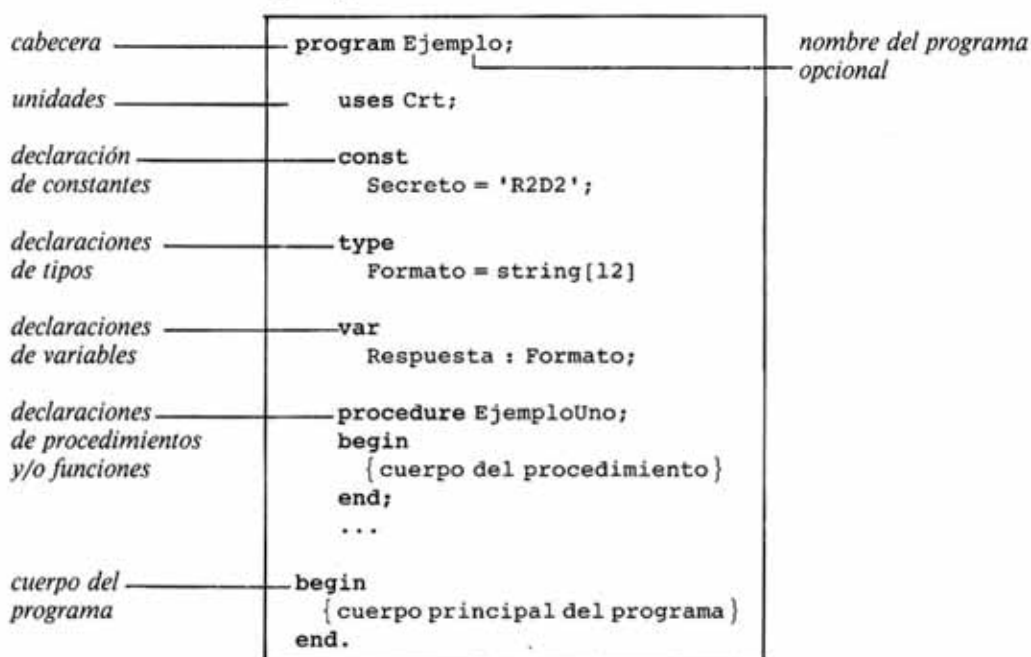 cabecera
program Ejemplo;
nombre del programa
opcional
unidades
uses Crt;
declaración
de constantes
const
Secreto = 'R2D2';
declaraciones
de tipos
type
Formato = string[12]
declaraciones
de variables
var
Respuesta : Formato;
declaraciones
de procedimientos
y/o funciones
procedure EjemploUno;
begin
{cuerpo del procedimiento}
end;
...
cuerpo del
programa
begin
{cuerpo principal del programa}
end.